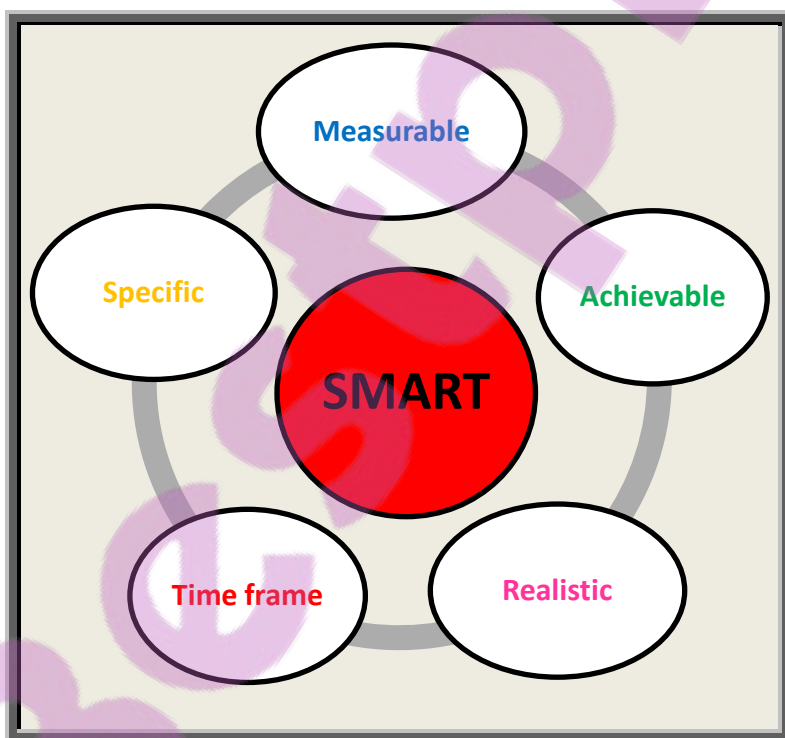 Measurable
Specific
Achievable
SMART
Time frame
Realistic